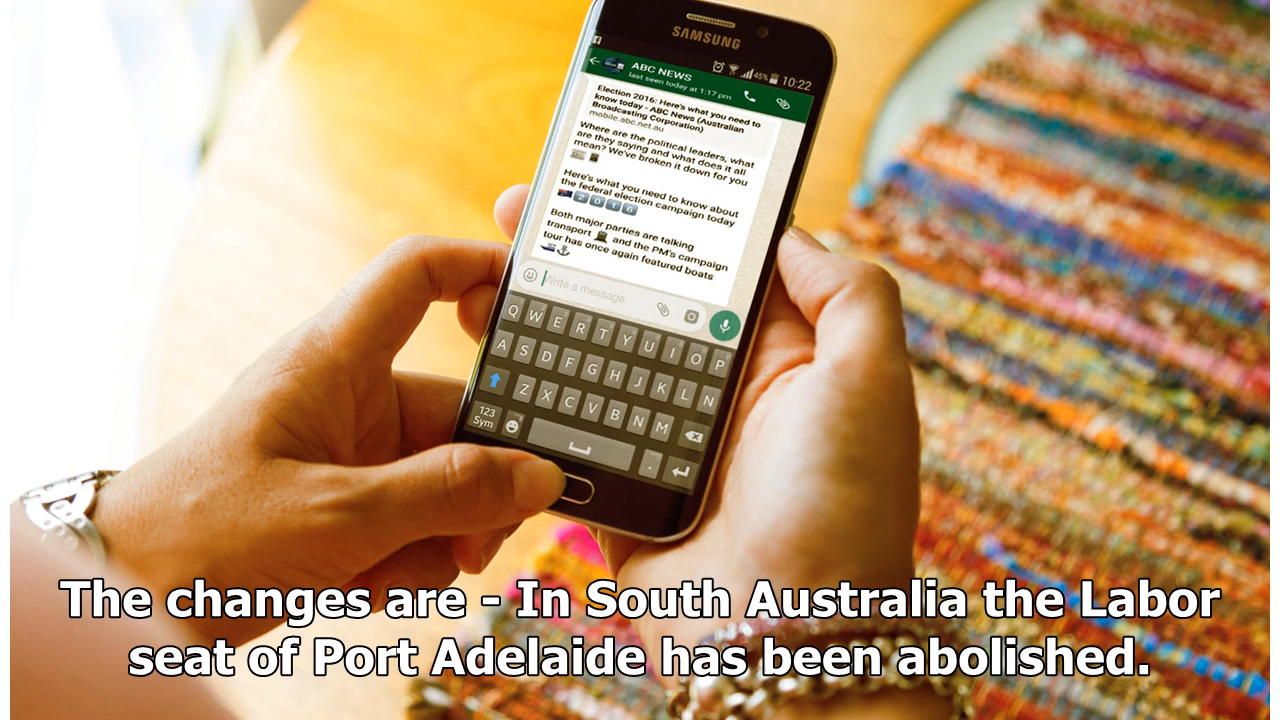 SAMSUNG
45% 10:22
ABC NEWS
last seen today at 1:17 pm
Election 2016: Here's what you need to
know today - ABC News (Australian
Broadcasting Corporation)
mobile.abc.net.au
Where are the political leaders, what
are they saying and what does it all
mean? We've broken it down for you
Here's what you need to know about
the federal election campaign today
2016
Both major parties are talking
transport and the PM's campaign
tour has once again featured boats
Write a message
Q W E R T Y U I O P
A S D F G H J K L N
Z X C V B N M
123
Sym
.
The changes are - In South Australia the Labor
seat of Port Adelaide has been abolished.